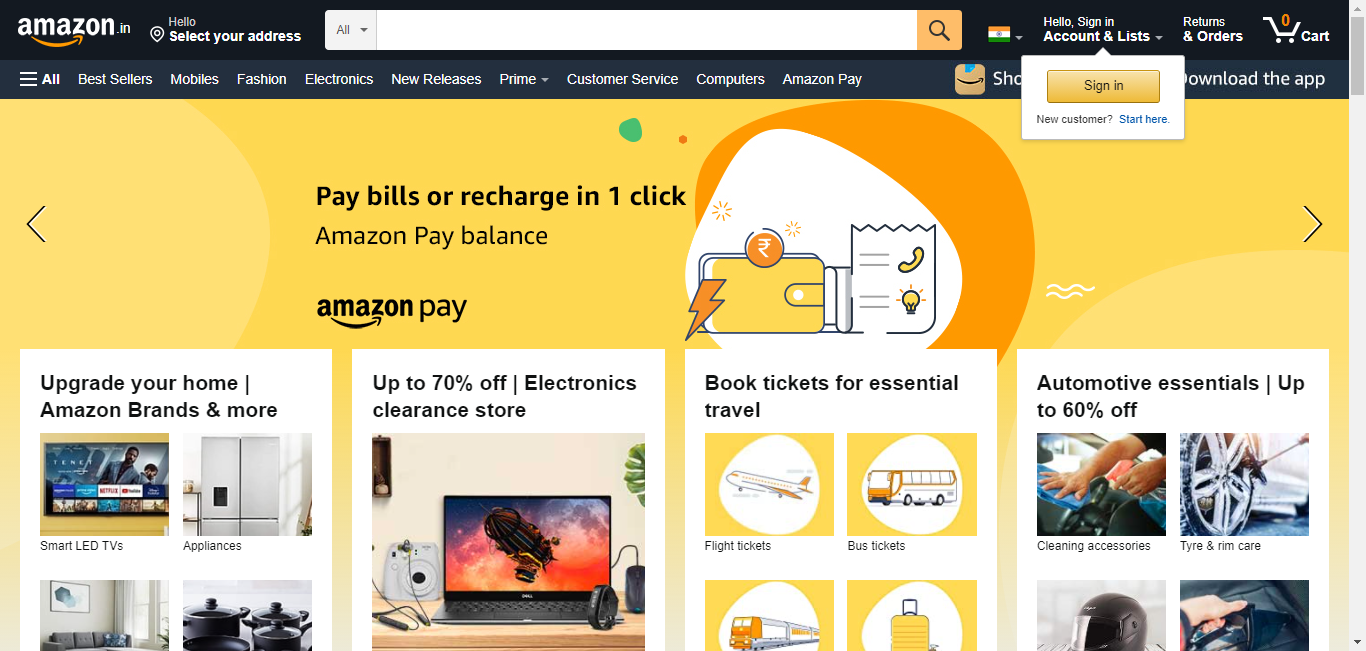 amazon.in
Hello
Select your address
All
Hello, Sign in
Account & Lists
Returns
& Orders
0
Cart
All
Best Sellers
Mobiles
Fashion
Electronics
New Releases
Prime
Customer Service
Computers
Amazon Pay
Download the app
Sign in
New customer? Start here.
Pay bills or recharge in 1 click
Amazon Pay balance
amazon pay
₹
Upgrade your home |
Amazon Brands & more
TENET
NETFLIX
YouTube
Smart LED TVs
Appliances
Up to 70% off | Electronics
clearance store
DELL
Book tickets for essential
travel
Flight tickets
Bus tickets
Automotive essentials | Up
to 60% off
Cleaning accessories
Tyre & rim care